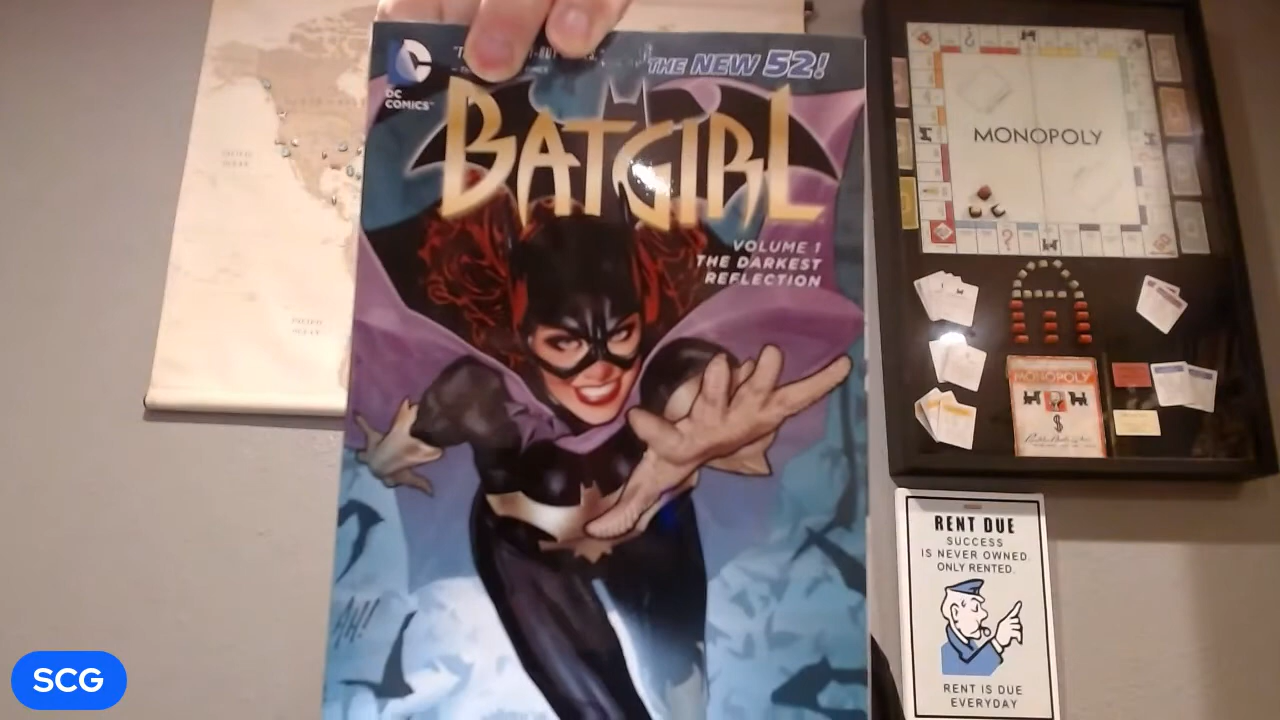 DC
COMICS™
THE NEW 52!
BATGIRL
VOLUME 1
THE DARKEST
REFLECTION
AH!
MONOPOLY
MONOPOLY
$
RENT DUE
SUCCESS
IS NEVER OWNED.
ONLY RENTED.
RENT IS DUE
EVERYDAY
SCG